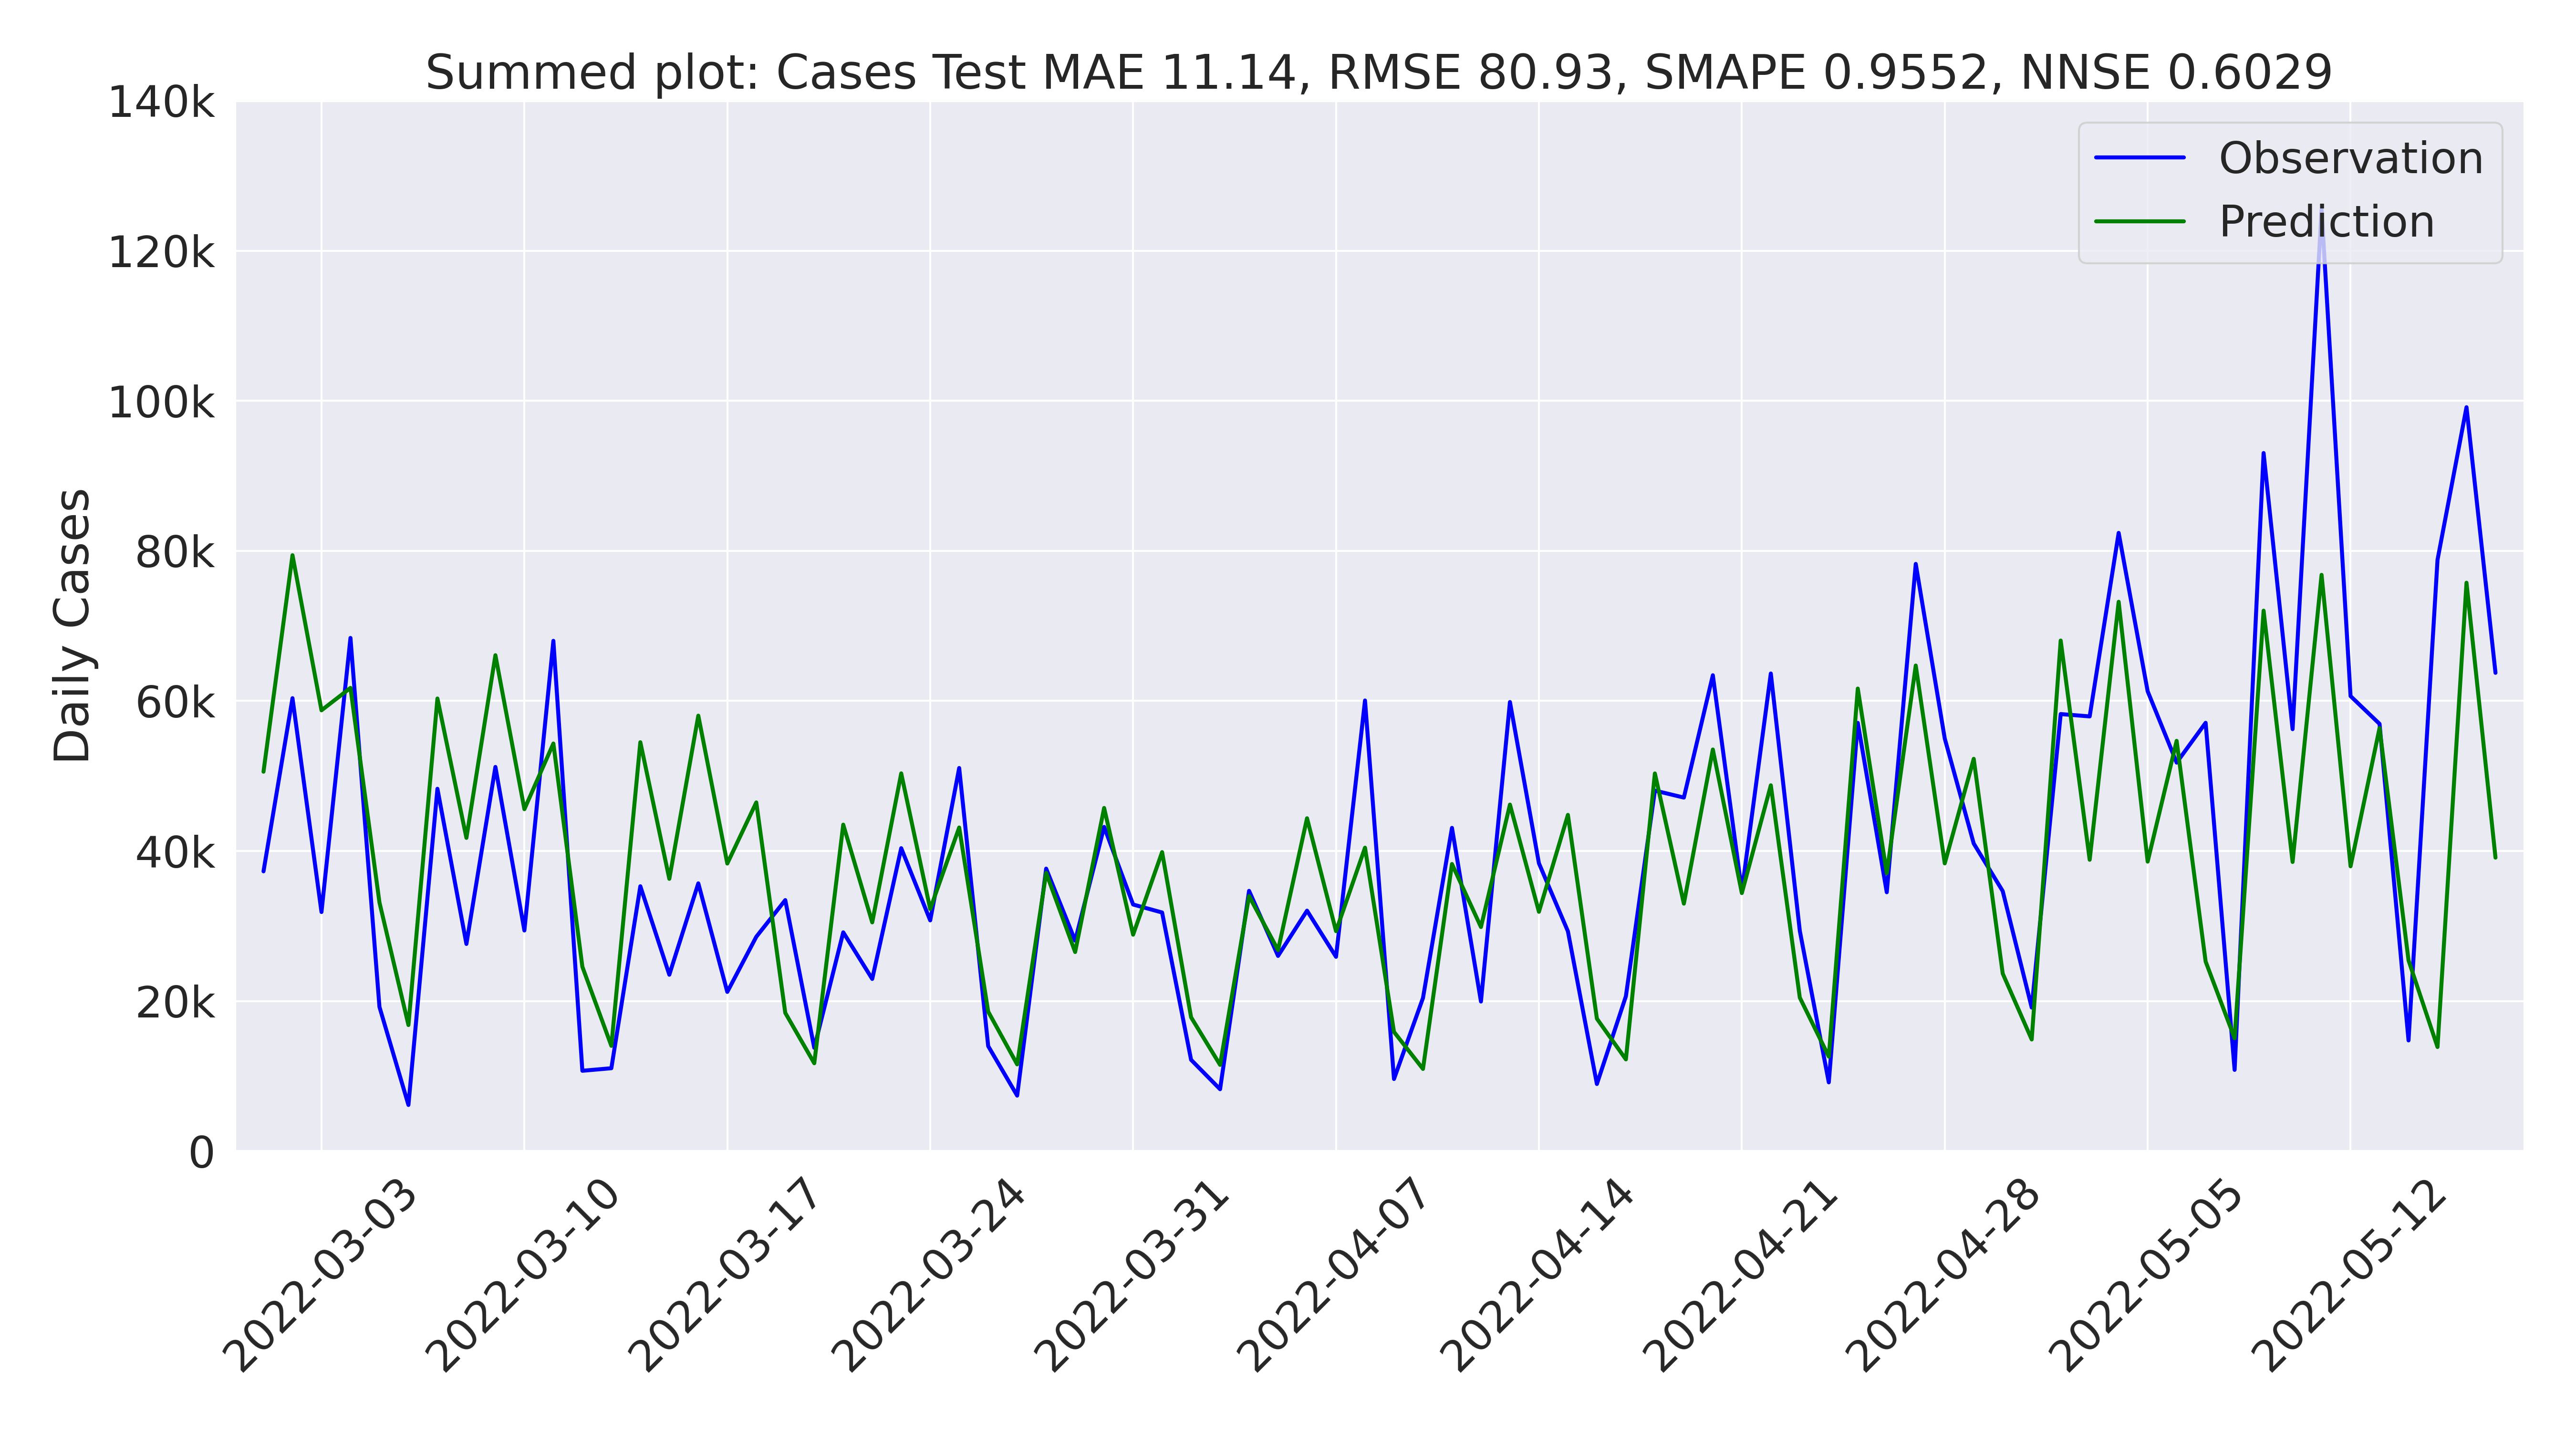 Summed plot: Cases Test MAE 11.14, RMSE 80.93, SMAPE 0.9552, NNSE 0.6029
140k
120k
100k
80k
60k
40k
20k
0
Daily Cases
Observation
Prediction
2022-03-03
2022-03-10
2022-03-17
2022-03-24
2022-03-31
2022-04-07
2022-04-14
2022-04-21
2022-04-28
2022-05-05
2022-05-12